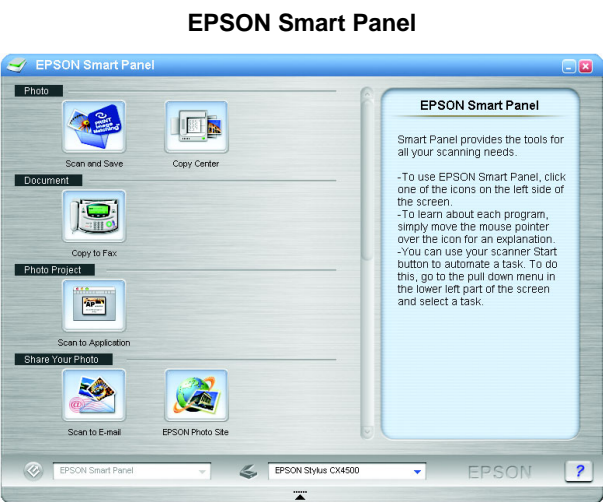 EPSON Smart Panel
EPSON Smart Panel
Photo
Scan and Save
Copy Center
Document
Copy to Fax
Photo Project
Scan to Application
Share Your Photo
Scan to E-mail
EPSON Photo Site
EPSON Smart Panel
Smart Panel provides the tools for
all your scanning needs.
-To use EPSON Smart Panel, click
one of the icons on the left side of
the screen.
-To learn about each program,
simply move the mouse pointer
over the icon for an explanation.
-You can use your scanner Start
button to automate a task. To do
this, go to the pull down menu in
the lower left part of the screen
and select a task.
EPSON Smart Panel
EPSON Stylus CX4500
EPSON
?